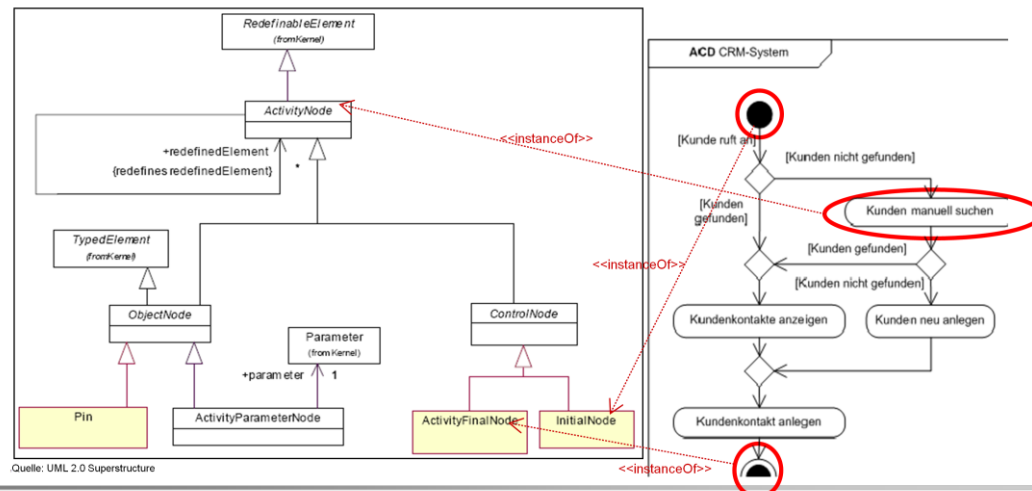 RedefinableElement
(fromKernel)
ActivityNode
+redefinedElement
{redefines redefinedElement}
*
TypedElement
(fromKernel)
ObjectNode
Parameter
(from Kernel)
+parameter
1
ControlNode
Pin
ActivityParameterNode
ActivityFinalNode
InitialNode
Quelle: UML 2.0 Superstructure
<<instanceOf>>
<<instanceOf>>
<<instanceOf>>
ACD CRM-System
[Kunde ruft an]
[Kunden nicht gefunden]
Kunden manuell suchen
[Kunden
gefunden]
[Kunden gefunden]
[Kunden nicht gefunden]
Kundenkontakte anzeigen
Kunden neu anlegen
Kundenkontakt anlegen